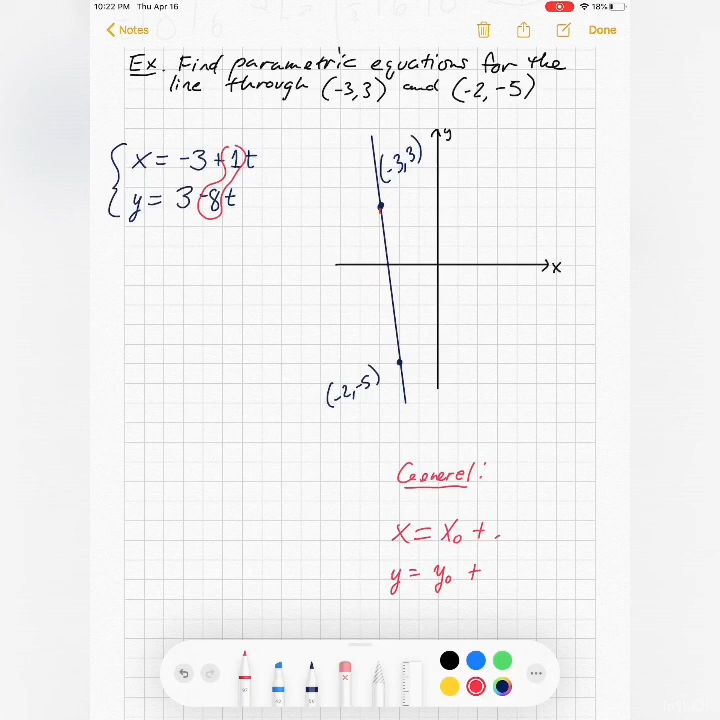 10:22 PM Thu Apr 16
18%
Notes
Done
Ex. Find parametric equations for the
line through (-3,3) and (-2, -5)
x = -3 + 1t
y = 3 - 8t
y
(-3,3)
x
(-2,-5)
General:
x = x₀ + .
y = y₀ +